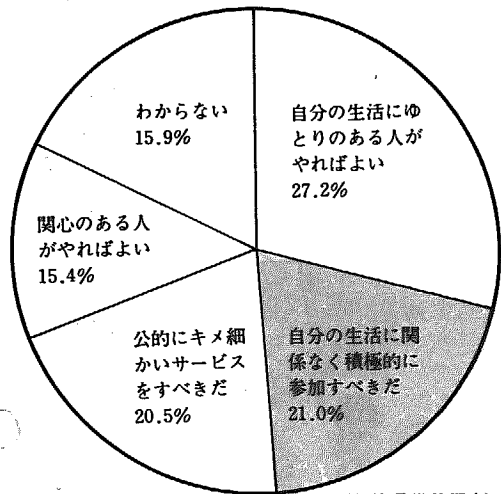 自分の生活にゆ
とりのある人が
やればよい
27.2%
自分の生活に関
係なく積極的に
参加すべきだ
21.0%
公的にキメ細
かいサービス
をすべきだ
20.5%
関心のある人
がやればよい
15.4%
わからない
15.9%